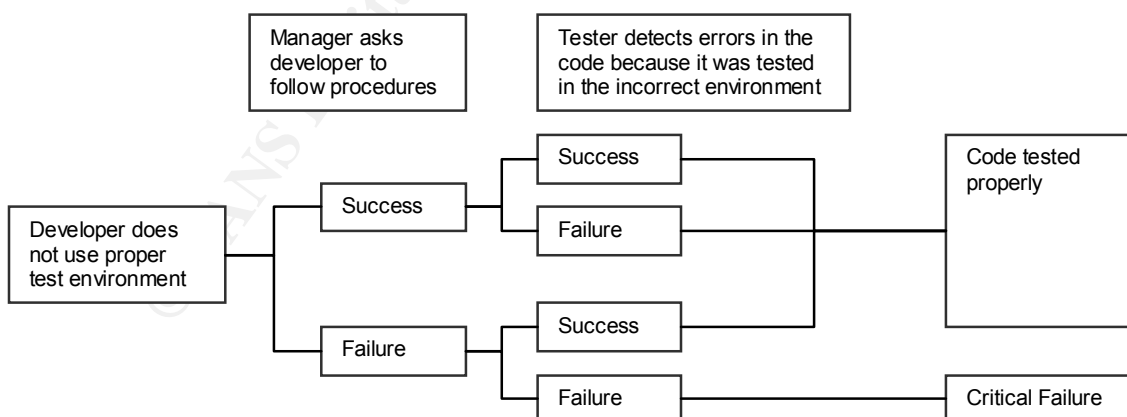 Manager asks
developer to
follow procedures
Tester detects errors in the
code because it was tested
in the incorrect environment
Developer does
not use proper
test environment
Success
Failure
Success
Failure
Success
Failure
Code tested
properly
Critical Failure